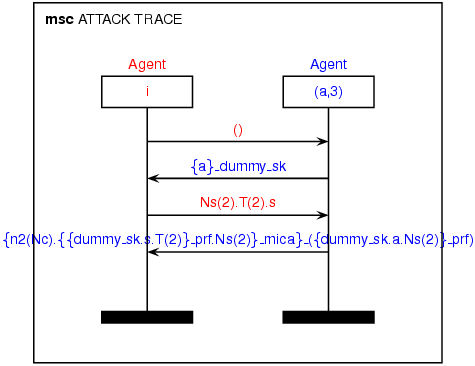 msc ATTACK TRACE
Agent Agent
i (a,3)
()
{a}_dummy_sk
Ns(2).T(2).s
{n2(Nc).{{dummy_sk.s.T(2)}_prf.Ns(2)}_mica}_({dummy_sk.a.Ns(2)}_prf)